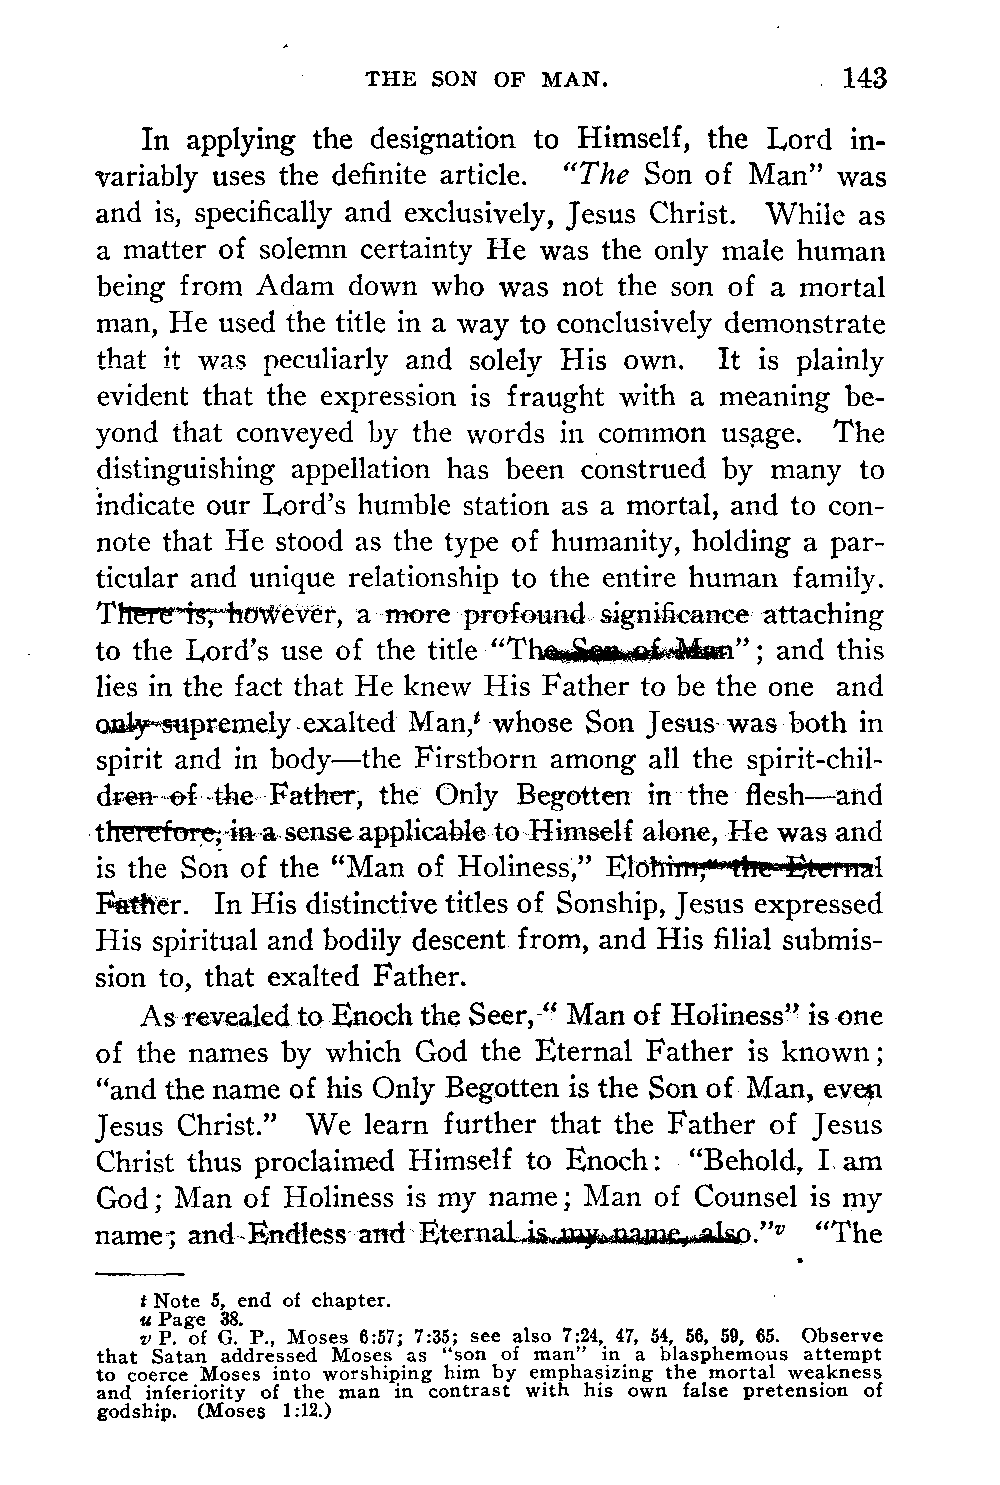 THE SON OF MAN. 143
In applying the designation to Himself, the Lord in-
variably uses the definite article. "The Son of Man" was
and is, specifically and exclusively, Jesus Christ. While as
a matter of solemn certainty He was the only male human
being from Adam down who was not the son of a mortal
man, He used the title in a way to conclusively demonstrate
that it was peculiarly and solely His own. It is plainly
evident that the expression is fraught with a meaning be-
yond that conveyed by the words in common usage. The
distinguishing appellation has been construed by many to
indicate our Lord's humble station as a mortal, and to con-
note that He stood as the type of humanity, holding a par-
ticular and unique relationship to the entire human family.
There is, however, a more profound significance attaching
to the Lord's use of the title "The Son of Man"; and this
lies in the fact that He knew His Father to be the one and
only supremely exalted Man,t whose Son Jesus was both in
spirit and in body—the Firstborn among all the spirit-chil-
dren of the Father, the Only Begotten in the flesh—and
therefore, in a sense applicable to Himself alone, He was and
is the Son of the "Man of Holiness," Elohim, the Eternal
Father. In His distinctive titles of Sonship, Jesus expressed
His spiritual and bodily descent from, and His filial submis-
sion to, that exalted Father.
As revealed to Enoch the Seer, "Man of Holiness" is one
of the names by which God the Eternal Father is known;
"and the name of his Only Begotten is the Son of Man, even
Jesus Christ." We learn further that the Father of Jesus
Christ thus proclaimed Himself to Enoch: "Behold, I am
God; Man of Holiness is my name; Man of Counsel is my
name; and Endless and Eternal is my name, also."v "The
t Note 5, end of chapter.
u Page 38.
v P. of G. P., Moses 6:57; 7:35; see also 7:24, 47, 54, 56, 59, 65. Observe
that Satan addressed Moses as "son of man" in a blasphemous attempt
to coerce Moses into worshiping him by emphasizing the mortal weakness
and inferiority of the man in contrast with his own false pretension of
godship. (Moses 1:12.)